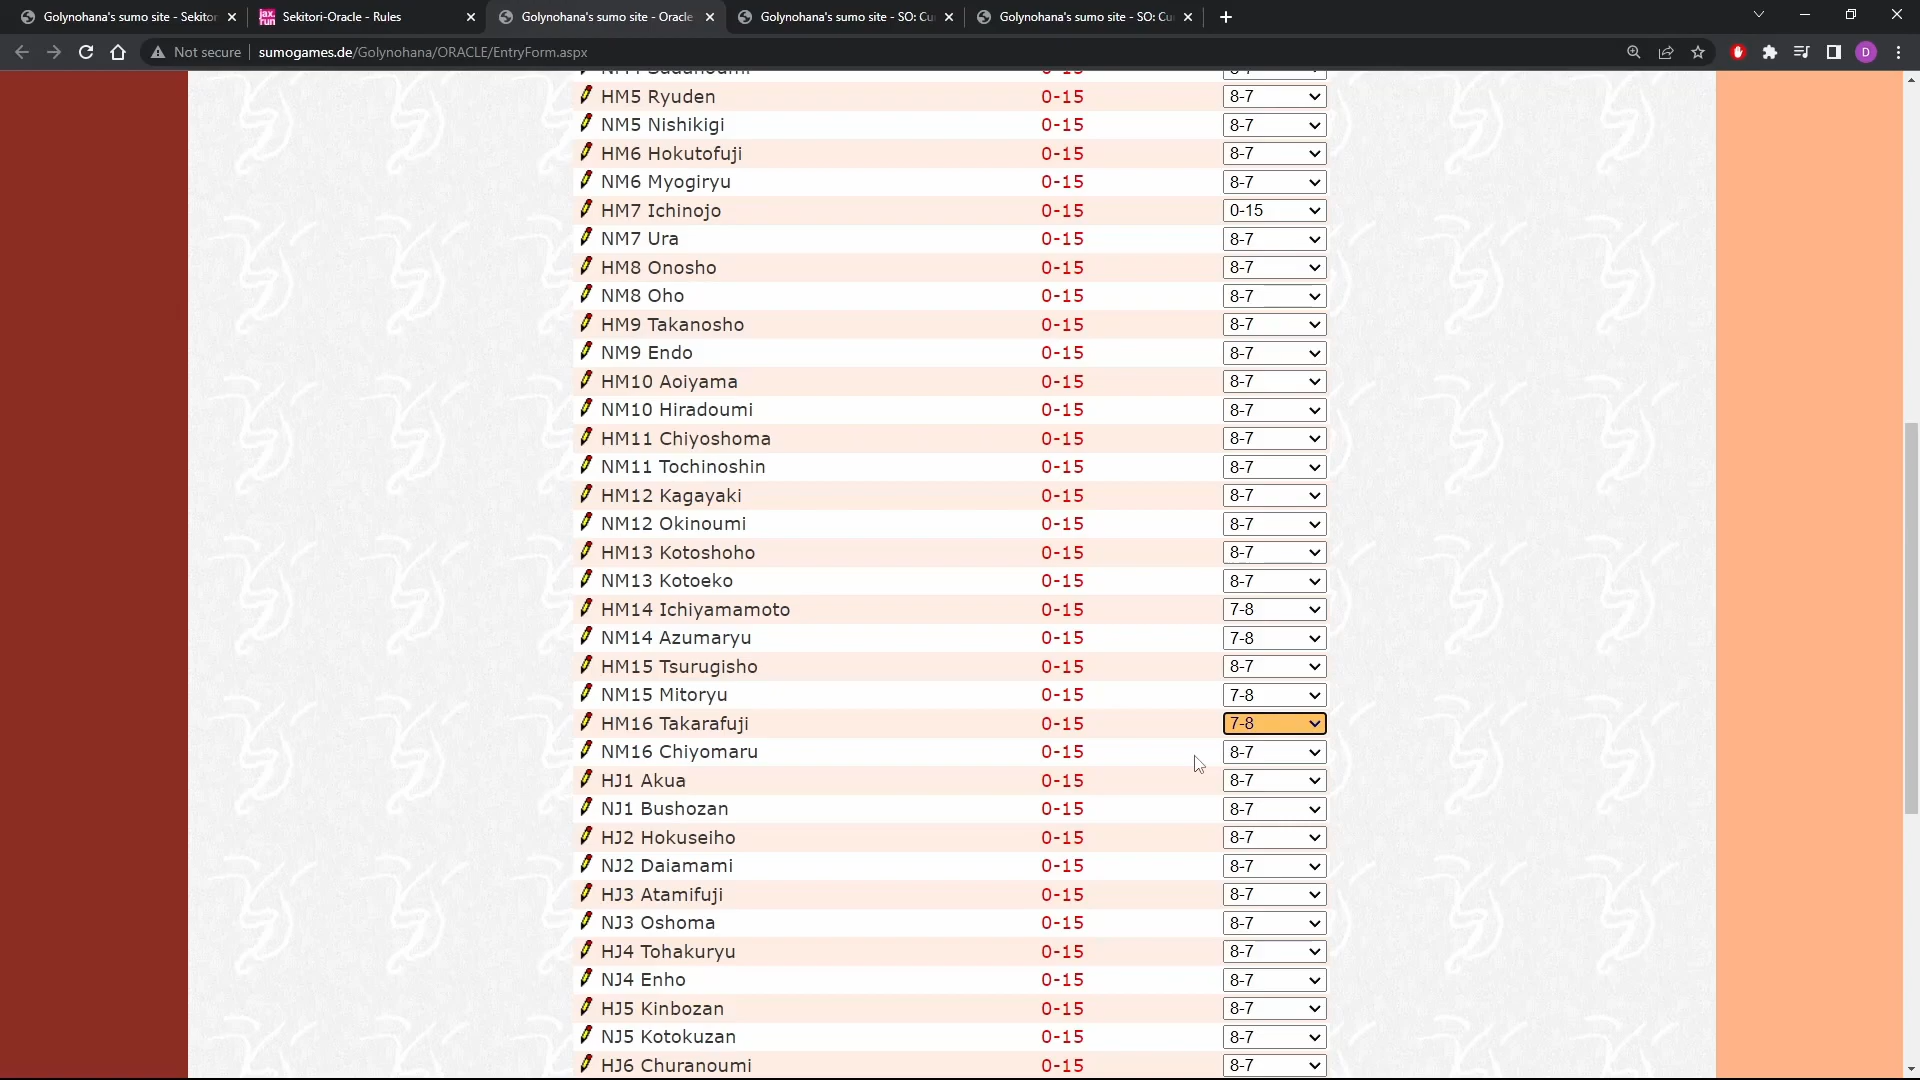 Golynohana's sumo site - Sekitor
jax.run
Sekitori-Oracle - Rules
Golynohana's sumo site - Oracle
Golynohana's sumo site - SO: Cu
Golynohana's sumo site - SO: Cu
Not secure sumogames.de/Golynohana/ORACLE/EntryForm.aspx
D
HM5 Ryuden 0-15 8-7
NM5 Nishikigi 0-15 8-7
HM6 Hokutofuji 0-15 8-7
NM6 Myogiryu 0-15 8-7
HM7 Ichinojo 0-15 0-15
NM7 Ura 0-15 8-7
HM8 Onosho 0-15 8-7
NM8 Oho 0-15 8-7
HM9 Takanosho 0-15 8-7
NM9 Endo 0-15 8-7
HM10 Aoiyama 0-15 8-7
NM10 Hiradoumi 0-15 8-7
HM11 Chiyoshoma 0-15 8-7
NM11 Tochinoshin 0-15 8-7
HM12 Kagayaki 0-15 8-7
NM12 Okinoumi 0-15 8-7
HM13 Kotoshoho 0-15 8-7
NM13 Kotoeko 0-15 8-7
HM14 Ichiyamamoto 0-15 7-8
NM14 Azumaryu 0-15 7-8
HM15 Tsurugisho 0-15 8-7
NM15 Mitoryu 0-15 7-8
HM16 Takarafuji 0-15 7-8
NM16 Chiyomaru 0-15 8-7
HJ1 Akua 0-15 8-7
NJ1 Bushozan 0-15 8-7
HJ2 Hokuseiho 0-15 8-7
NJ2 Daiamami 0-15 8-7
HJ3 Atamifuji 0-15 8-7
NJ3 Oshoma 0-15 8-7
HJ4 Tohakuryu 0-15 8-7
NJ4 Enho 0-15 8-7
HJ5 Kinbozan 0-15 8-7
NJ5 Kotokuzan 0-15 8-7
HJ6 Churanoumi 0-15 8-7